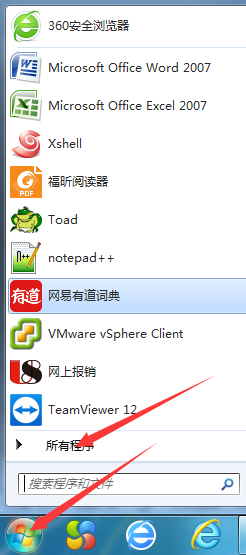 360安全浏览器
Microsoft Office Word 2007
Microsoft Office Excel 2007
Xshell
PDF
福昕阅读器
Toad
notepad++
有道
网易有道词典
VMware vSphere Client
网上报销
TeamViewer 12
所有程序
搜索程序和文件